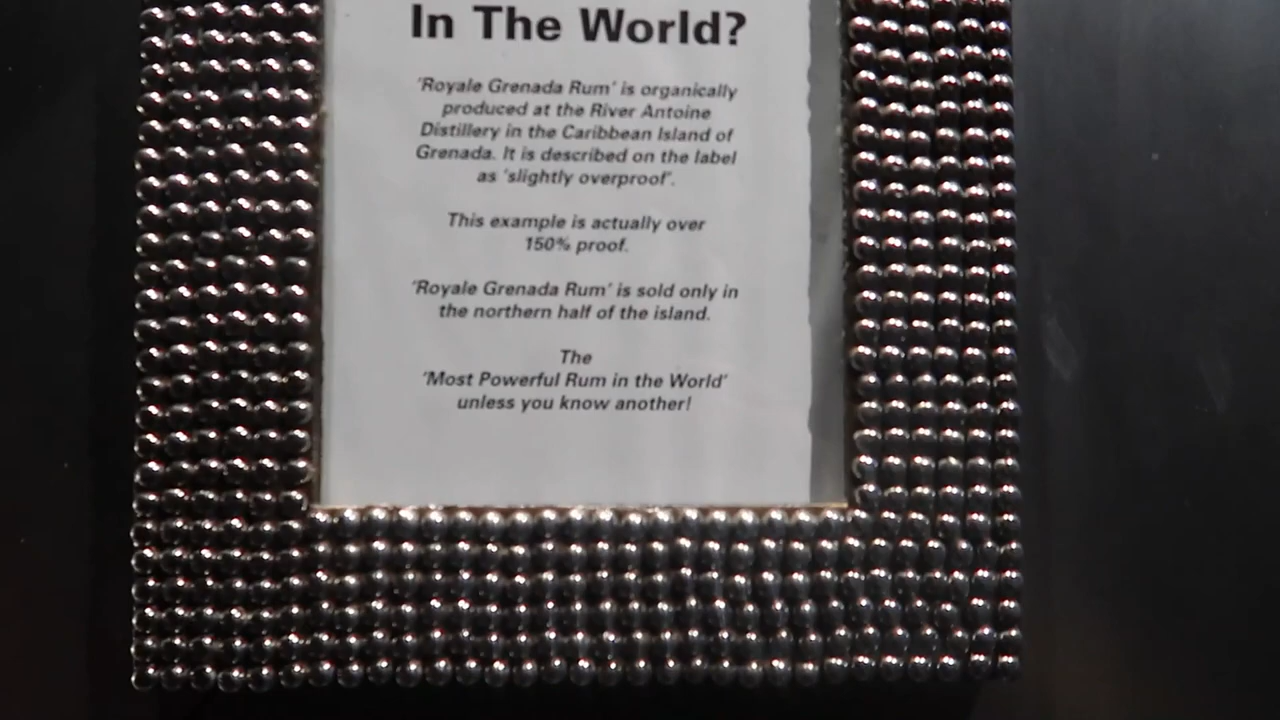 In The World?
'Royale Grenada Rum' is organically
produced at the River Antoine
Distillery in the Caribbean Island of
Grenada. It is described on the label
as 'slightly overproof'.
This example is actually over
150% proof.
'Royale Grenada Rum' is sold only in
the northern half of the island.
The
'Most Powerful Rum in the World'
unless you know another!